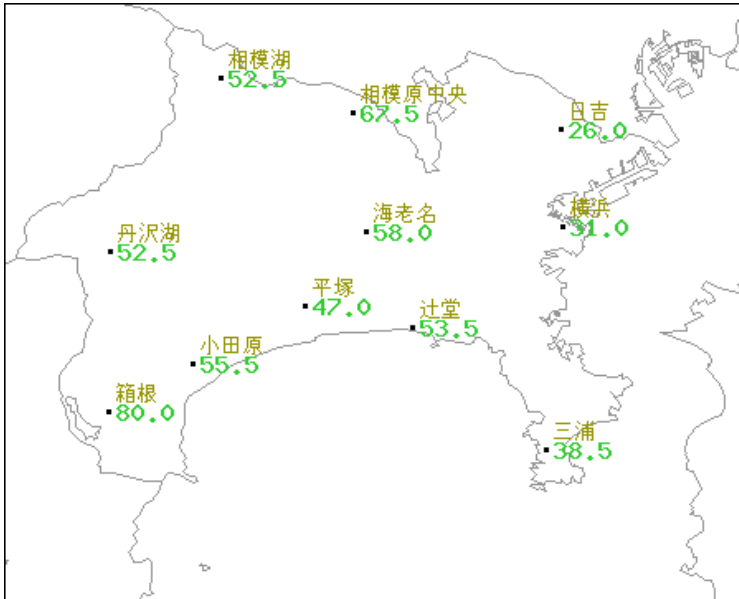 相模湖
52.5
相模原中央
67.5
日吉
26.0
海老名
58.0
横浜
31.0
丹沢湖
52.5
平塚
47.0
辻堂
53.5
小田原
55.5
箱根
80.0
三浦
38.5